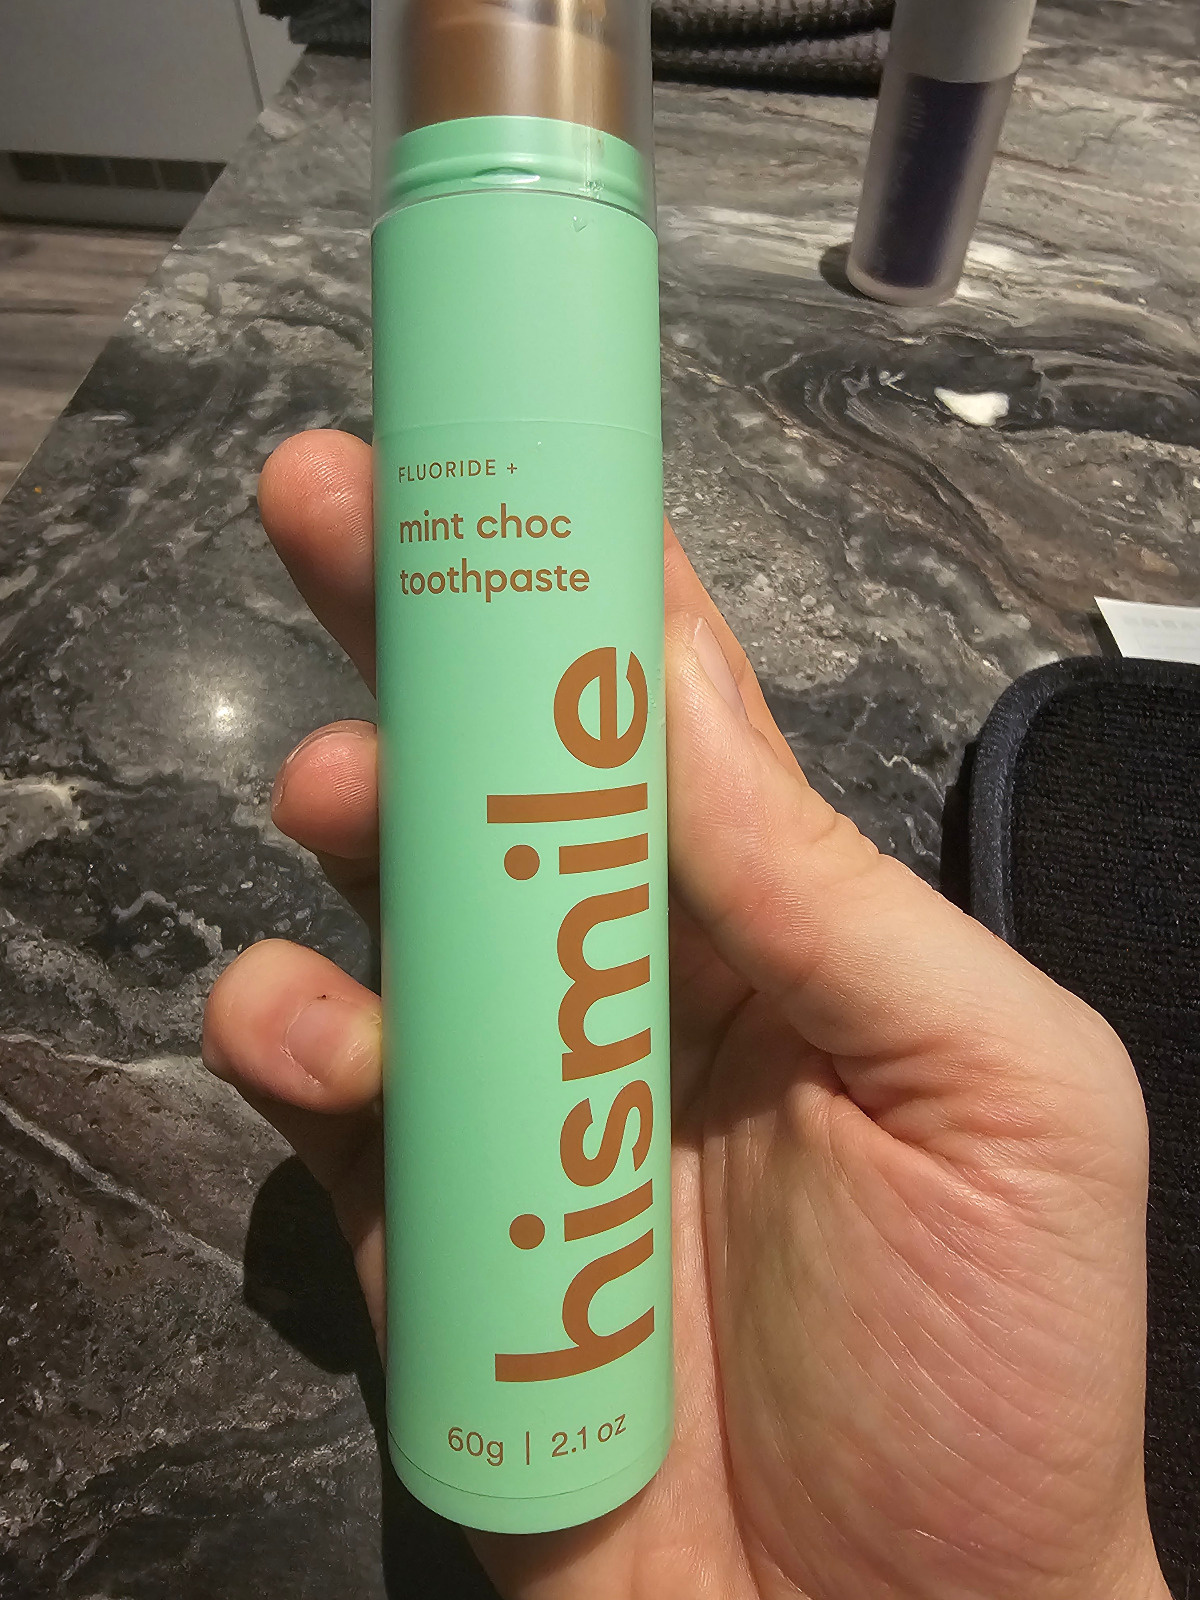 FLUORIDE +
mint choc
toothpaste
hismile
60g | 2.1 oz